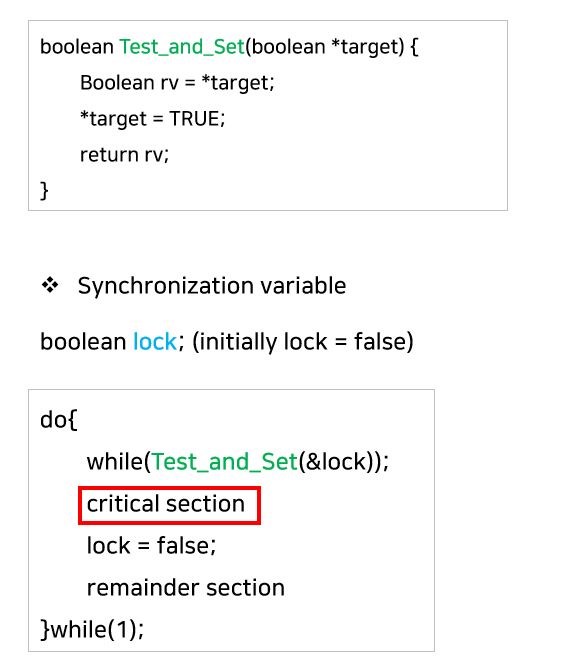 boolean Test_and_Set(boolean *target) {
Boolean rv = *target;
*target = TRUE;
return rv;
}
❖ Synchronization variable
boolean lock; (initially lock = false)
do{
while(Test_and_Set(&lock));
critical section
lock = false;
remainder section
}while(1);